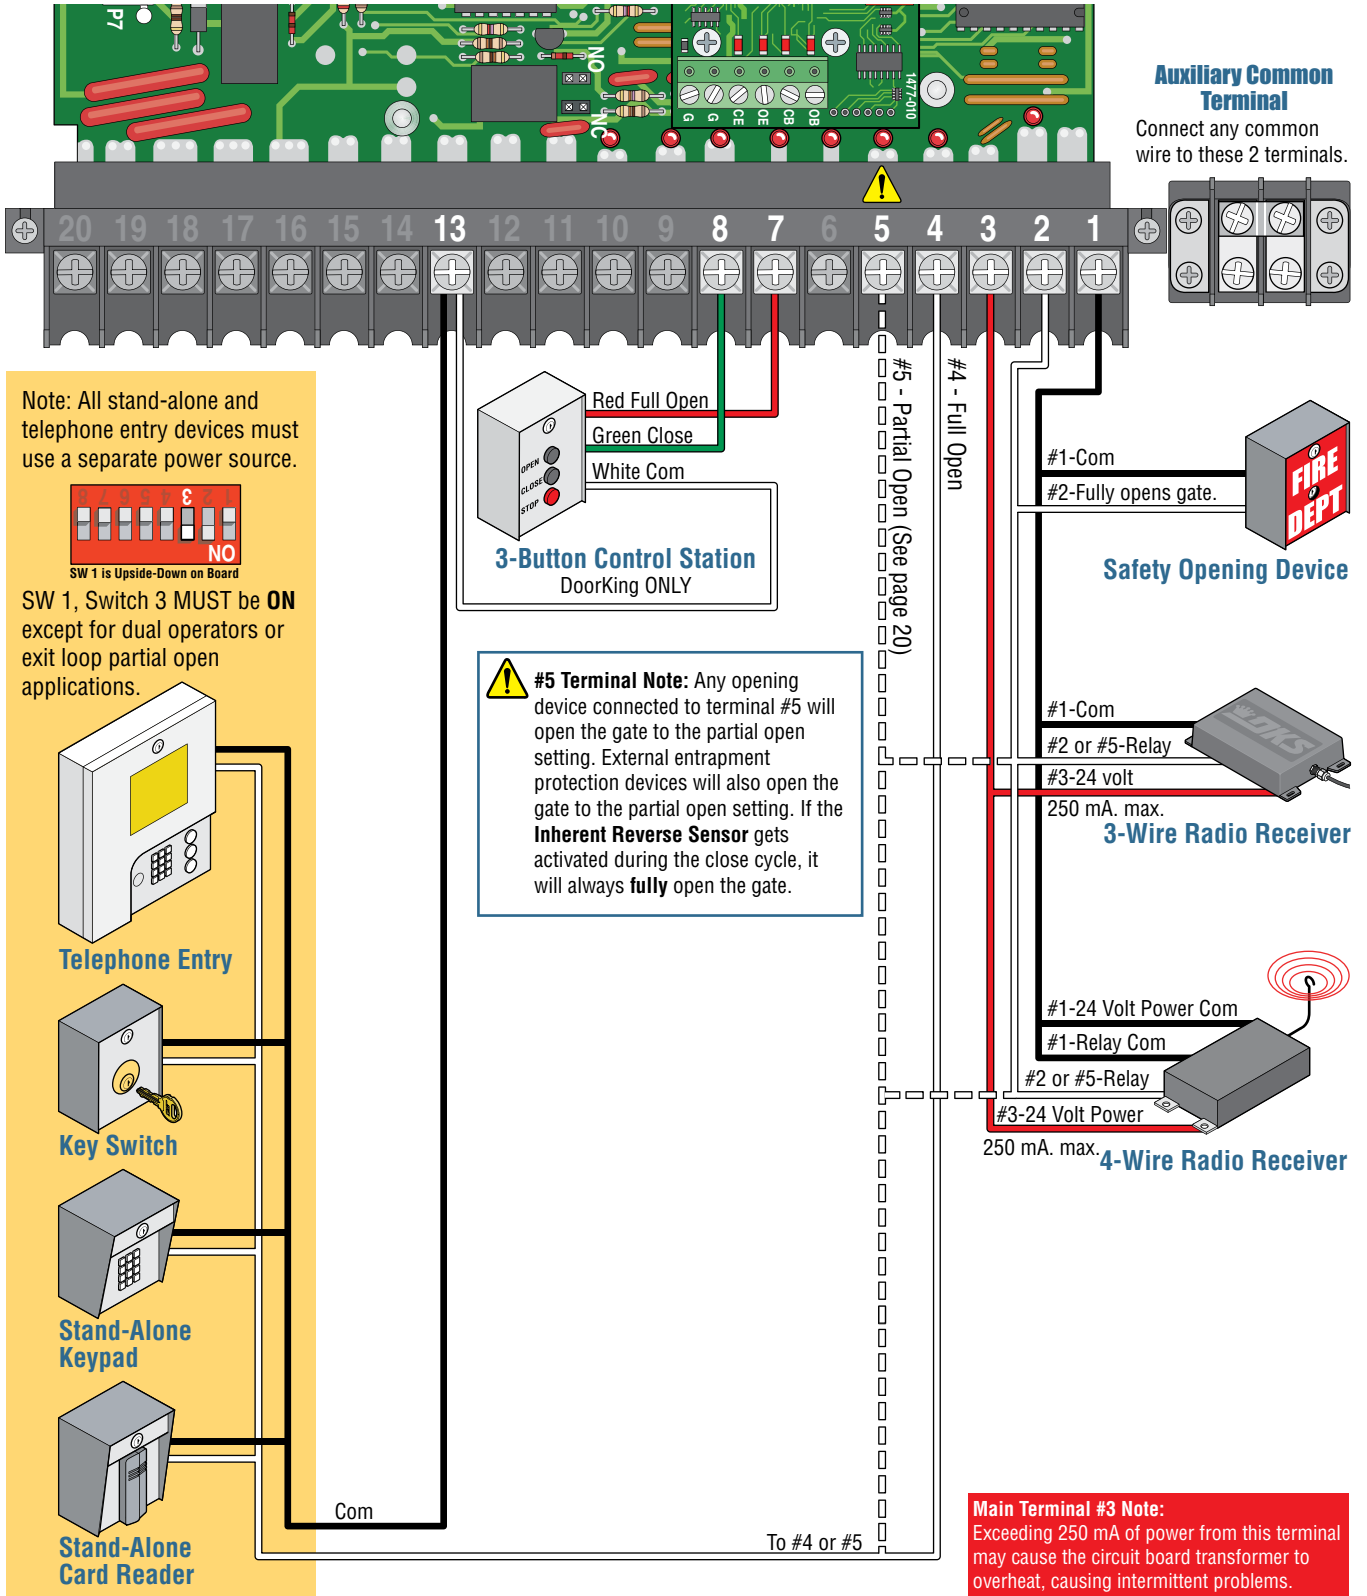 P7
NO
NC
1477-010
G G CE OE CB OB
Auxiliary Common
Terminal
Connect any common
wire to these 2 terminals.
20 19 18 17 16 15 14 13 12 11 10 9 8 7 6 5 4 3 2 1
Note: All stand-alone and
telephone entry devices must
use a separate power source.
8 7 6 5 4 3 2 1
NO
SW 1 is Upside-Down on Board
SW 1, Switch 3 MUST be ON
except for dual operators or
exit loop partial open
applications.
Red Full Open
Green Close
White Com
OPEN
CLOSE
STOP
3-Button Control Station
DoorKing ONLY
#5 - Partial Open (See page 20)
#4 - Full Open
#1-Com
#2-Fully opens gate.
FIRE
DEPT
Safety Opening Device
#5 Terminal Note: Any opening
device connected to terminal #5 will
open the gate to the partial open
setting. External entrapment
protection devices will also open the
gate to the partial open setting. If the
Inherent Reverse Sensor gets
activated during the close cycle, it
will always fully open the gate.
#1-Com
#2 or #5-Relay
#3-24 volt
250 mA. max.
DKS
3-Wire Radio Receiver
Telephone Entry
#1-24 Volt Power Com
#1-Relay Com
#2 or #5-Relay
#3-24 Volt Power
250 mA. max.
4-Wire Radio Receiver
Key Switch
Stand-Alone
Keypad
Stand-Alone
Card Reader
Com
To #4 or #5
Main Terminal #3 Note:
Exceeding 250 mA of power from this terminal
may cause the circuit board transformer to
overheat, causing intermittent problems.